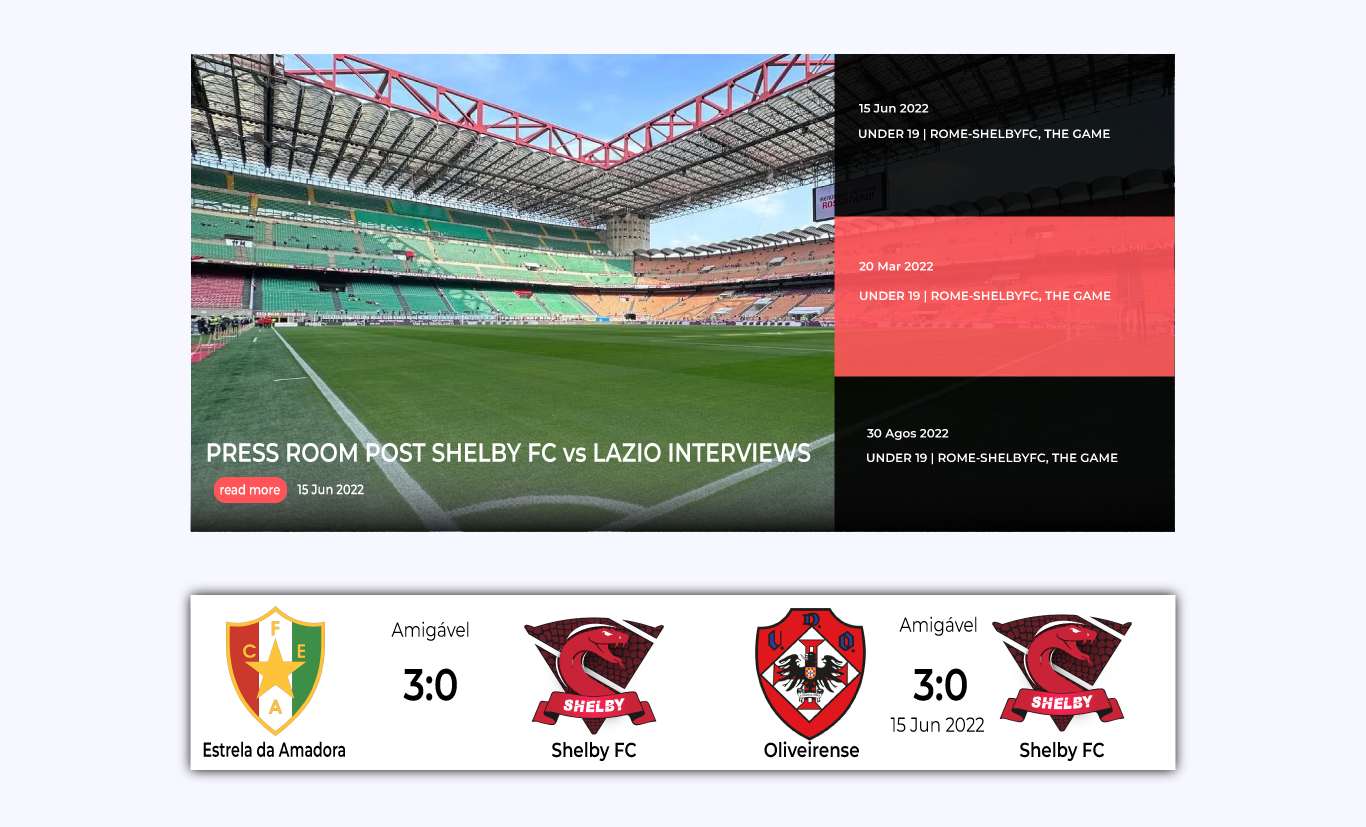 15 Jun 2022
UNDER 19 | ROME-SHELBYFC, THE GAME
20 Mar 2022
UNDER 19 | ROME-SHELBYFC, THE GAME
30 Agos 2022
UNDER 19 | ROME-SHELBYFC, THE GAME
PRESS ROOM POST SHELBY FC vs LAZIO INTERVIEWS
read more 15 Jun 2022
F
C E
A
Estrela da Amadora
Amigável
3:0
SHELBY
Shelby FC
U. D. O.
Oliveirense
Amigável
3:0
15 Jun 2022
SHELBY
Shelby FC